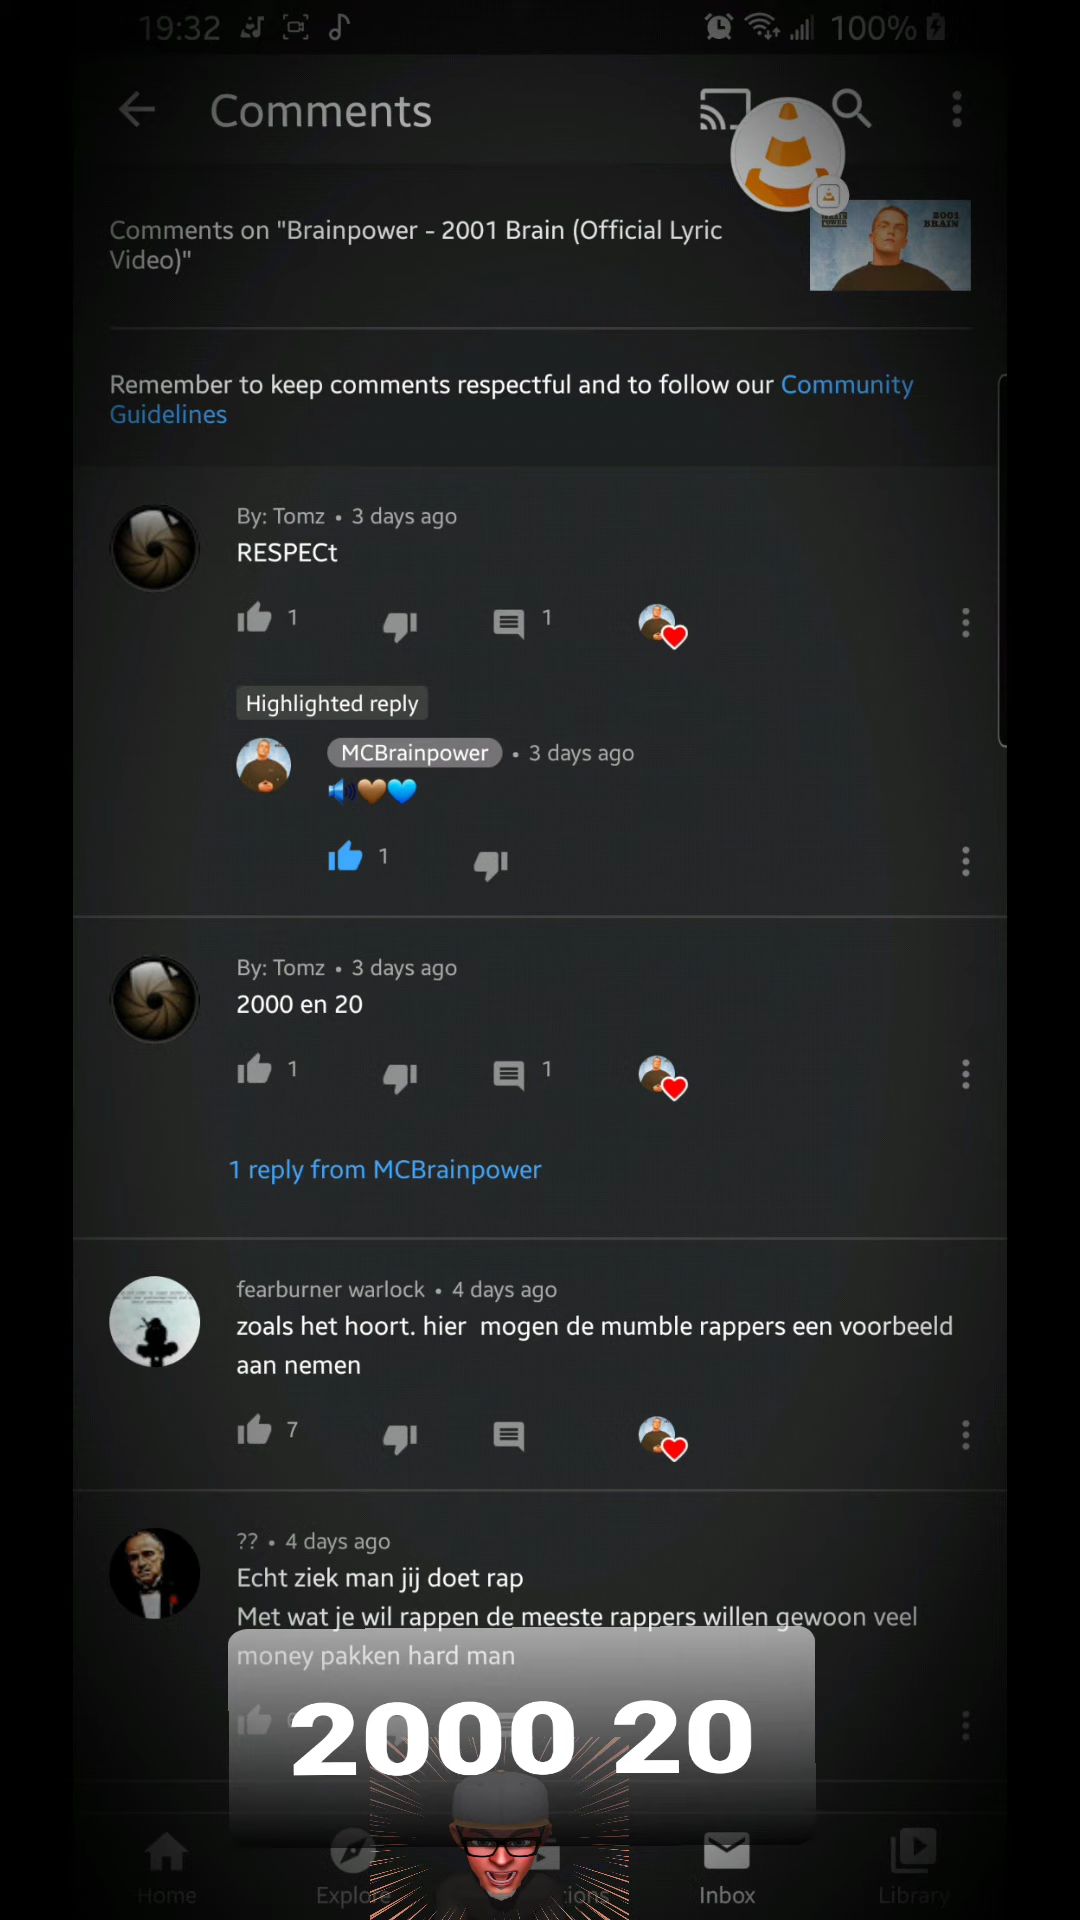 19:32
100%
Comments
Comments on "Brainpower - 2001 Brain (Official Lyric
Video)"
BRAIN
POWER
2001
BRAIN
Remember to keep comments respectful and to follow our Community
Guidelines
By: Tomz • 3 days ago
RESPECt
1
1
Highlighted reply
MCBrainpower • 3 days ago
1
By: Tomz • 3 days ago
2000 en 20
1
1
1 reply from MCBrainpower
fearburner warlock • 4 days ago
zoals het hoort. hier  mogen de mumble rappers een voorbeeld
aan nemen
7
?? • 4 days ago
Echt ziek man jij doet rap
Met wat je wil rappen de meeste rappers willen gewoon veel
money pakken hard man
2000 20
Home
Explore
Inbox
Library